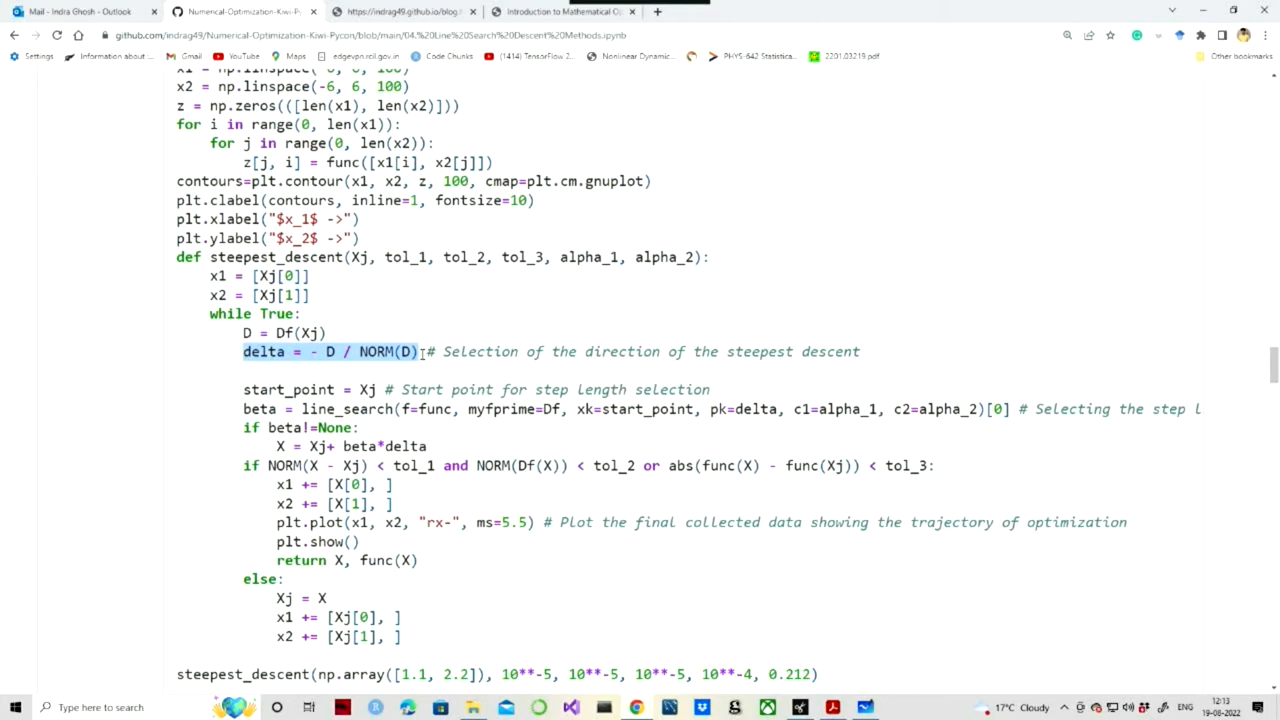 Mail - Indra Ghosh - Outlook
Numerical-Optimization-Kiwi-Py
https://indrag49.github.io/blog.
Introduction to Mathematical Op
github.com/indrag49/Numerical-Optimization-Kiwi-Pycon/blob/main/04.%20Line%20Search%20Descent%20Methods.ipynb
Settings
Information about :...
Gmail
YouTube
Maps
edgevpn.rcil.gov.in
Code Chunks
(1414) TensorFlow 2...
Nonlinear Dynamic...
PHYS-642 Statistica...
2201.03219.pdf
Other bookmarks
x1 = np.linspace(-6, 6, 100)
x2 = np.linspace(-6, 6, 100)
z = np.zeros(([len(x1), len(x2)]))
for i in range(0, len(x1)):
for j in range(0, len(x2)):
z[j, i] = func([x1[i], x2[j]])
contours=plt.contour(x1, x2, z, 100, cmap=plt.cm.gnuplot)
plt.clabel(contours, inline=1, fontsize=10)
plt.xlabel("$x_1$ ->")
plt.ylabel("$x_2$ ->")
def steepest_descent(Xj, tol_1, tol_2, tol_3, alpha_1, alpha_2):
x1 = [Xj[0]]
x2 = [Xj[1]]
while True:
D = Df(Xj)
delta = - D / NORM(D) # Selection of the direction of the steepest descent
start_point = Xj # Start point for step length selection
beta = line_search(f=func, myfprime=Df, xk=start_point, pk=delta, c1=alpha_1, c2=alpha_2)[0] # Selecting the step l
if beta!=None:
X = Xj+ beta*delta
if NORM(X - Xj) < tol_1 and NORM(Df(X)) < tol_2 or abs(func(X) - func(Xj)) < tol_3:
x1 += [X[0], ]
x2 += [X[1], ]
plt.plot(x1, x2, "rx-", ms=5.5) # Plot the final collected data showing the trajectory of optimization
plt.show()
return X, func(X)
else:
Xj = X
x1 += [Xj[0], ]
x2 += [Xj[1], ]
steepest_descent(np.array([1.1, 2.2]), 10**-5, 10**-5, 10**-5, 10**-4, 0.212)
Type here to search
17°C Cloudy
ENG
12:13
19-08-2022